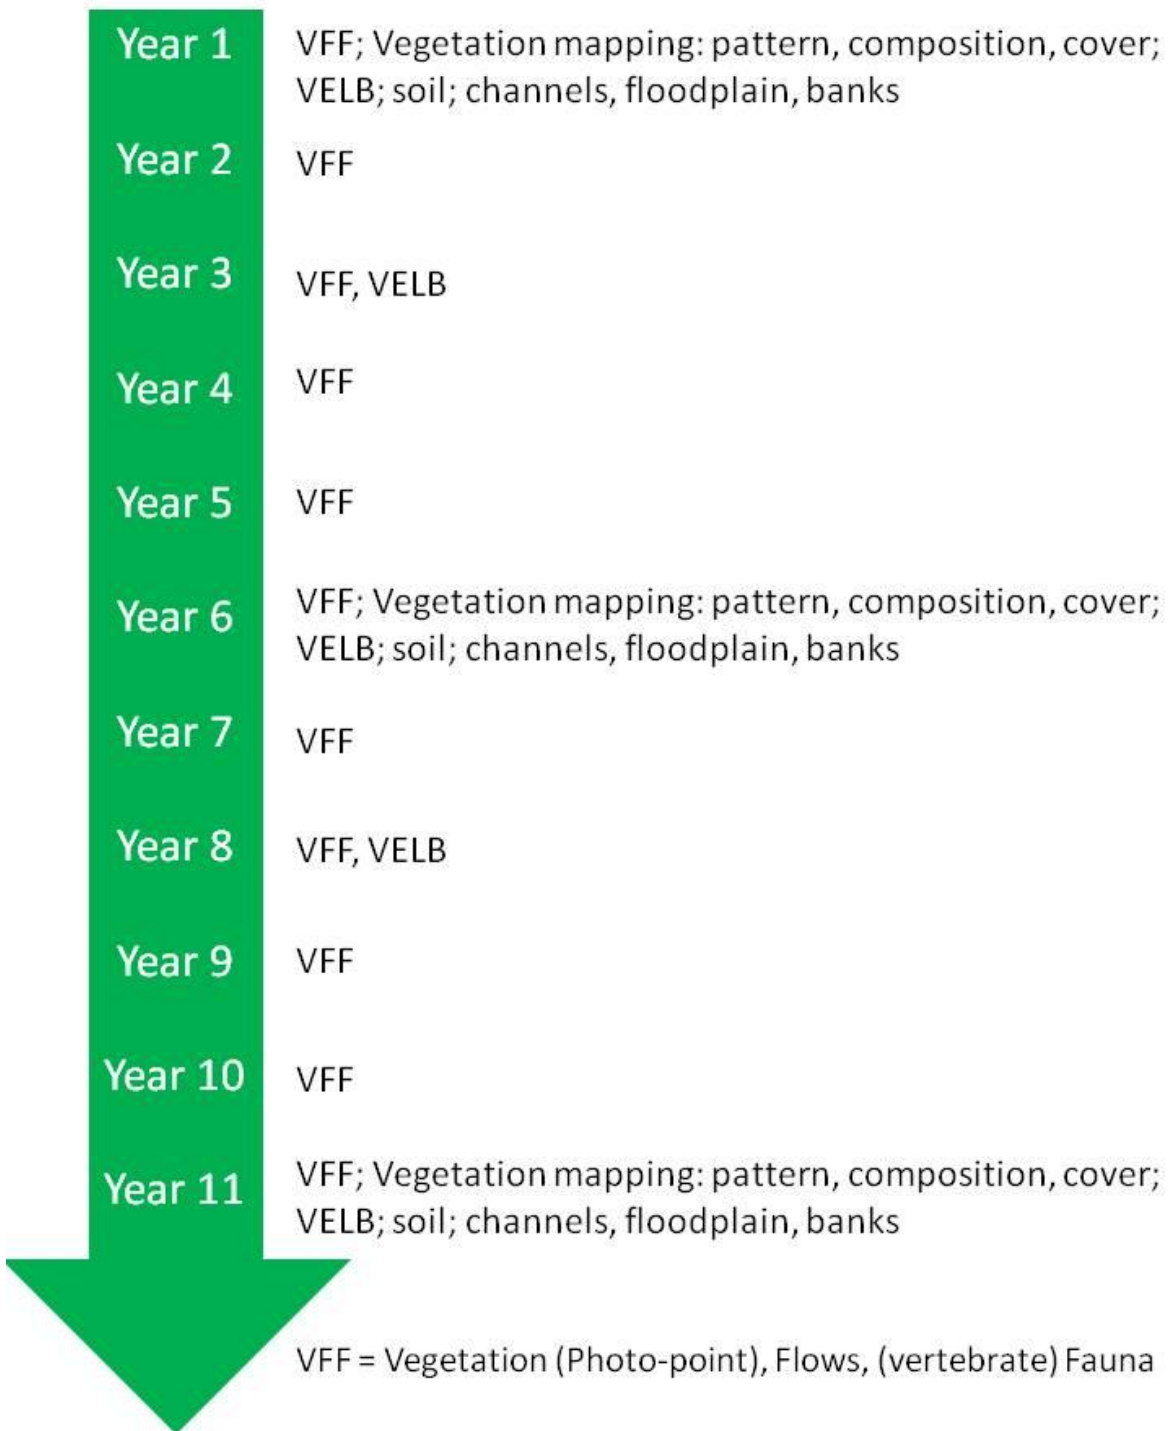 Year 1
VFF; Vegetation mapping: pattern, composition, cover;
VELB; soil; channels, floodplain, banks
Year 2
VFF
Year 3
VFF, VELB
Year 4
VFF
Year 5
VFF
Year 6
VFF; Vegetation mapping: pattern, composition, cover;
VELB; soil; channels, floodplain, banks
Year 7
VFF
Year 8
VFF, VELB
Year 9
VFF
Year 10
VFF
Year 11
VFF; Vegetation mapping: pattern, composition, cover;
VELB; soil; channels, floodplain, banks
VFF = Vegetation (Photo-point), Flows, (vertebrate) Fauna